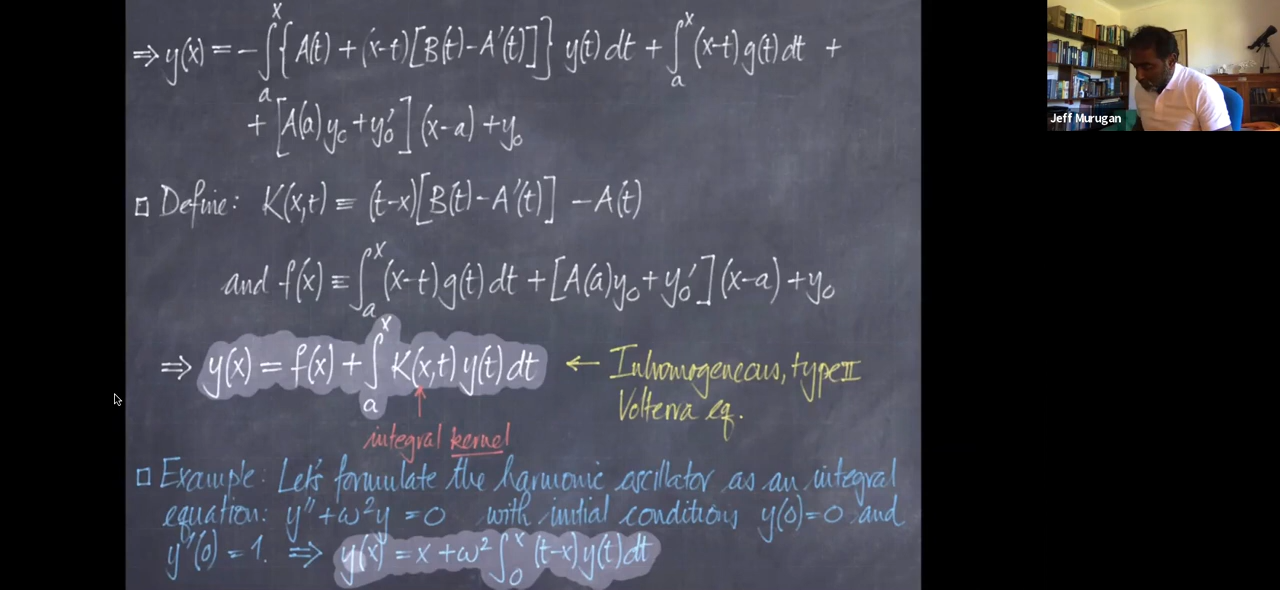 ⇒ y(x) = -∫ₐˣ {A(t) + (x-t)[B(t)-A'(t)]} y(t) dt + ∫ₐˣ (x-t) g(t) dt +
+ [A(a)y₀ + y₀'] (x-a) + y₀
□ Define: K(x,t) ≡ (t-x)[B(t)-A'(t)] - A(t)
and f(x) ≡ ∫ₐˣ (x-t) g(t) dt + [A(a)y₀ + y₀'] (x-a) + y₀
⇒ y(x) = f(x) + ∫ₐˣ K(x,t) y(t) dt ← Inhomogeneous, type II
Volterra eq.
integral kernel
□ Example: Let's formulate the harmonic oscillator as an integral
equation: y'' + ω²y = 0 with initial conditions y(0)=0 and
y'(0) = 1. ⇒ y(x) = x + ω² ∫₀ˣ (t-x) y(t) dt
Jeff Murugan